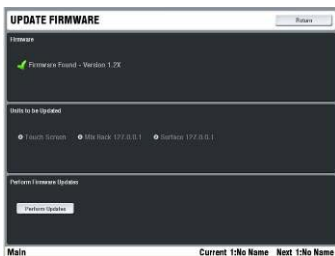 UPDATE FIRMWARE
Return
Firmware
Firmware Found - Version 1.2X
Units to be Updated
Touch Screen Mix Rack 127.0.0.1 Surface 127.0.0.1
Perform Firmware Updates
Perform Updates
Main Current 1:No Name Next 1:No Name